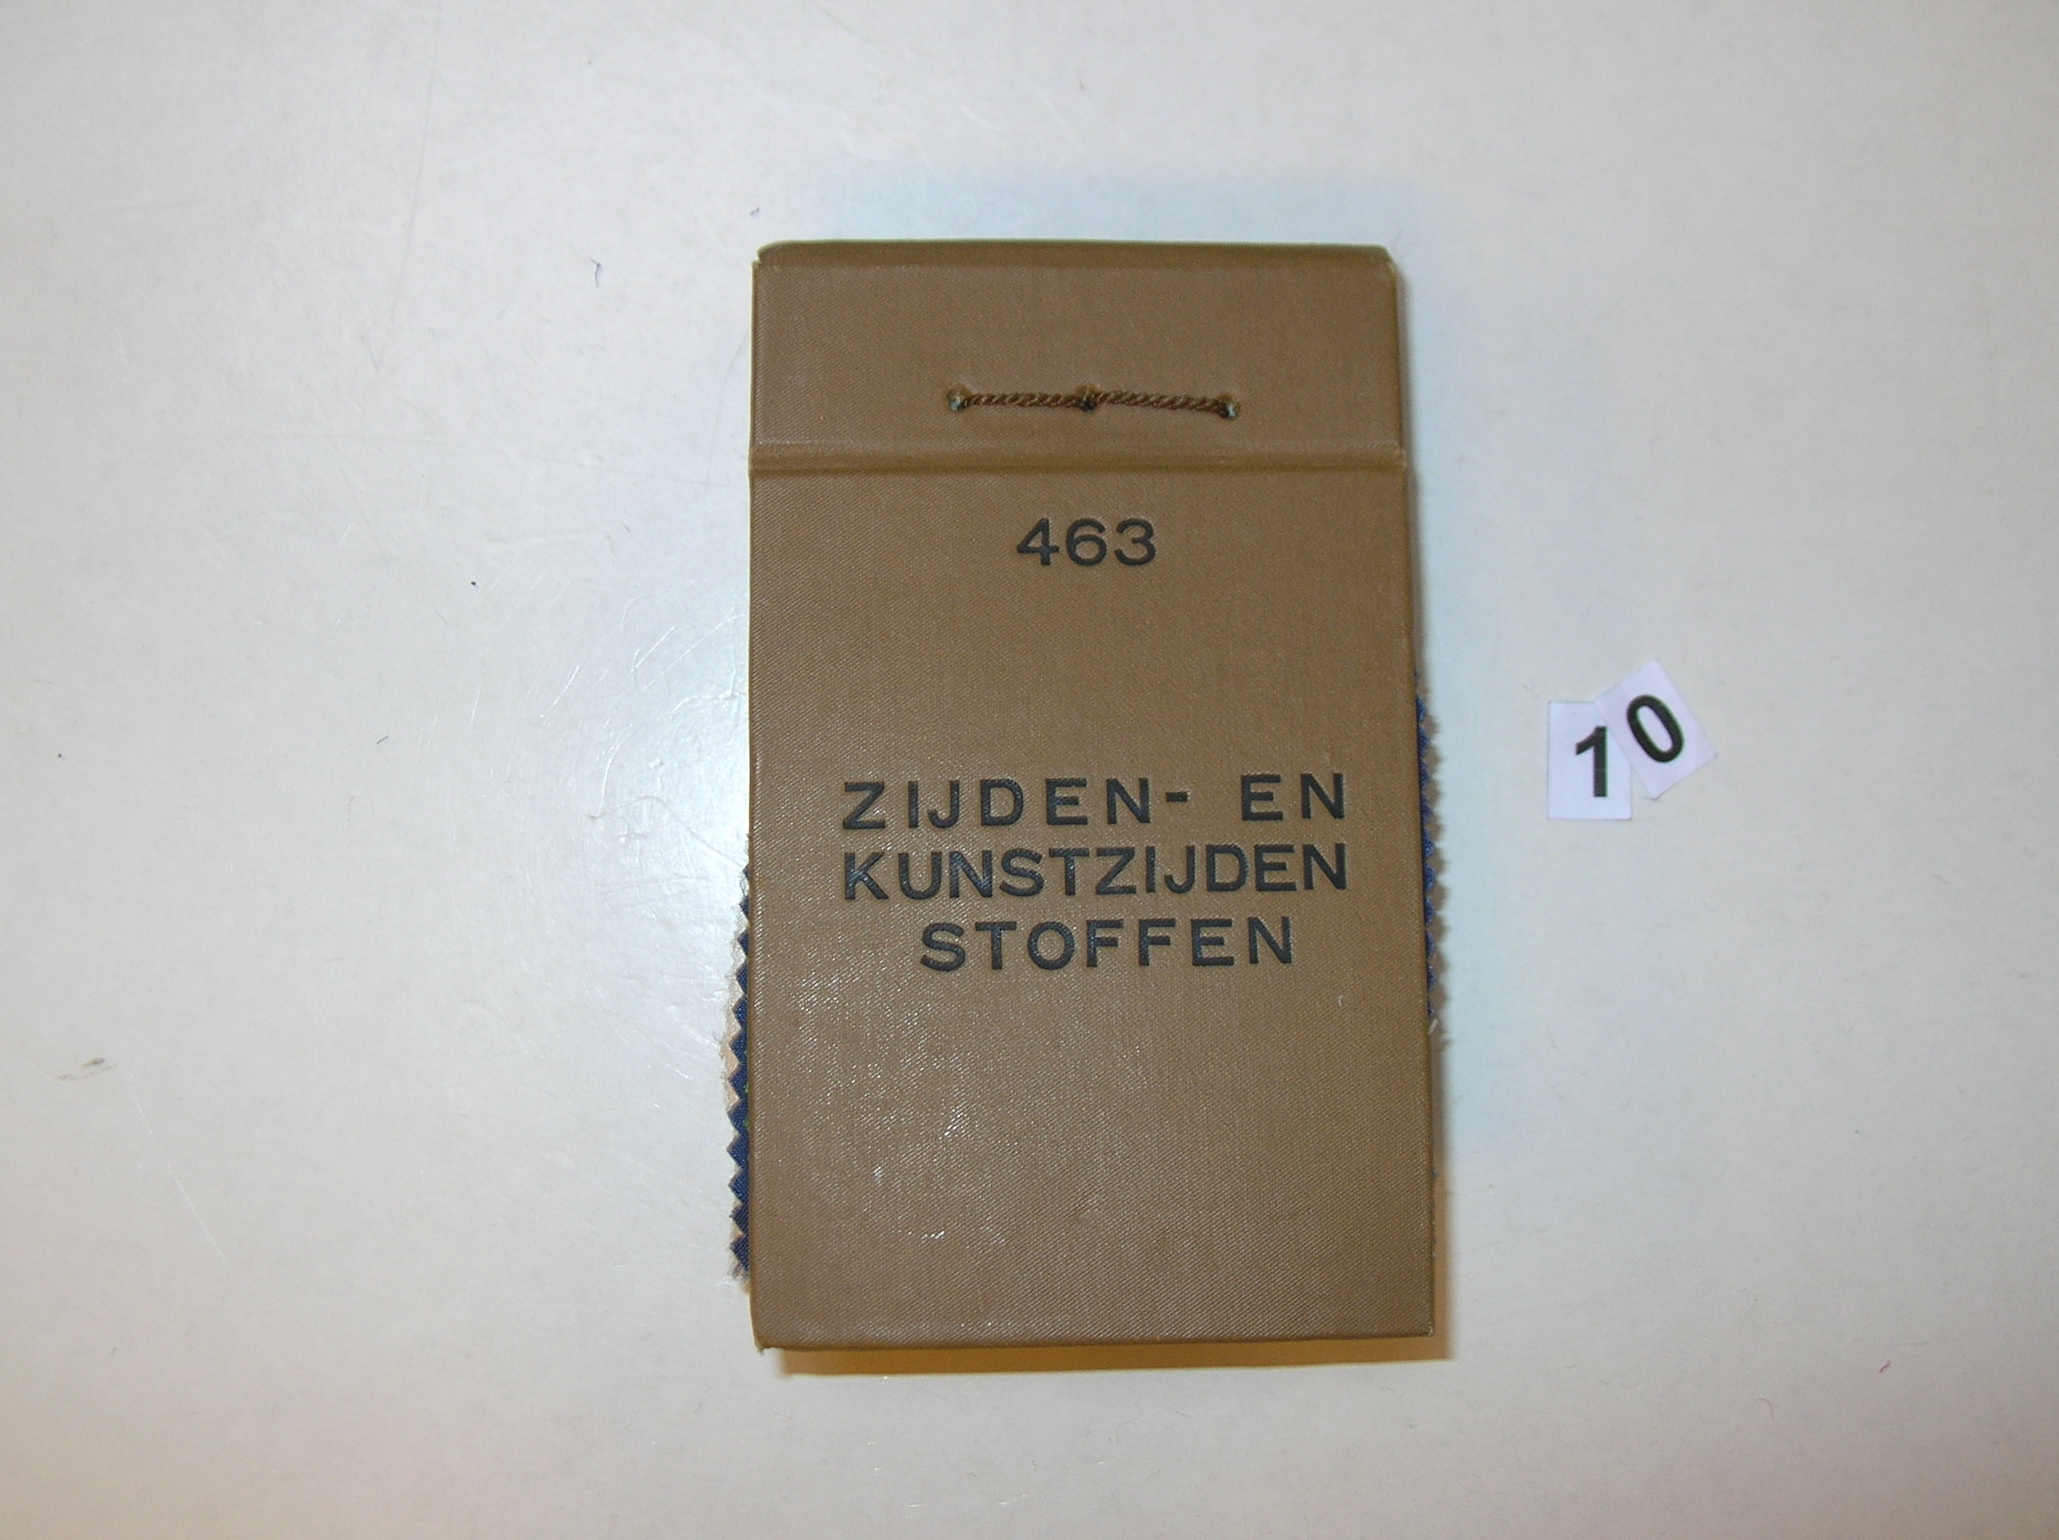 463
ZIJDEN- EN
KUNSTZIJDEN
STOFFEN
10